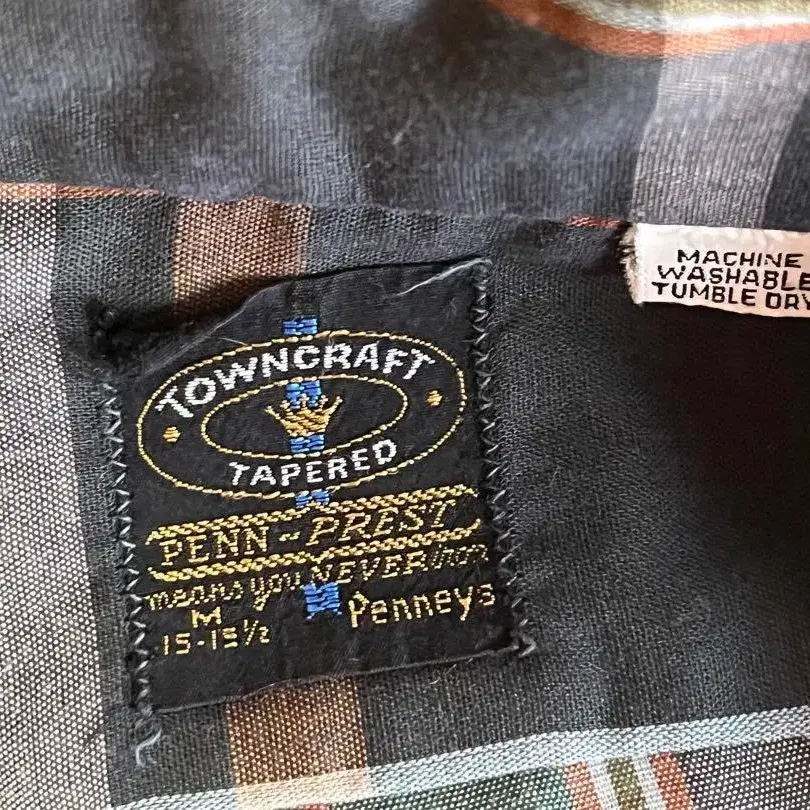 TOWNCRAFT
TAPERED
PENN-PREST
means you NEVER iron
M
15-15½
Penneys
MACHINE
WASHABLE
TUMBLE DRY